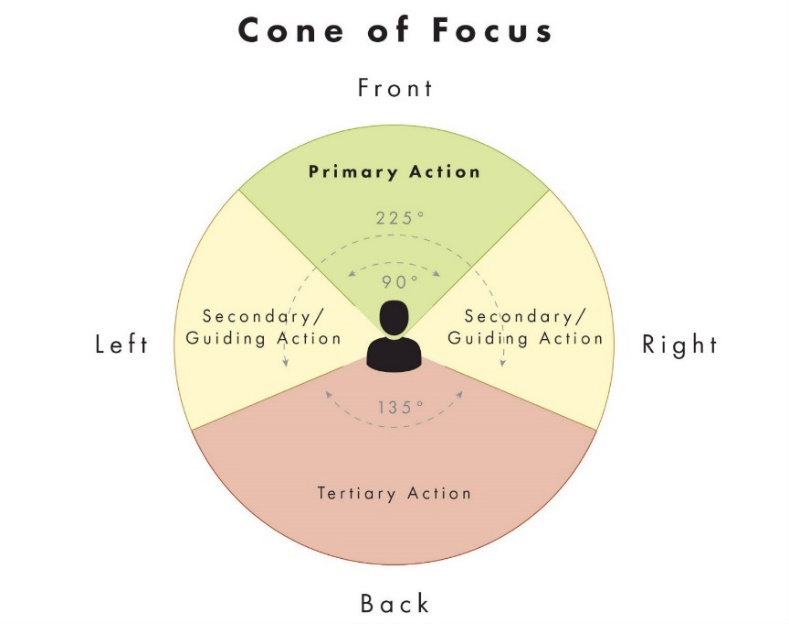 Cone of Focus
Front
Primary Action
225°
90°
Secondary/
Guiding Action
Secondary/
Guiding Action
Left
Right
135°
Tertiary Action
Back